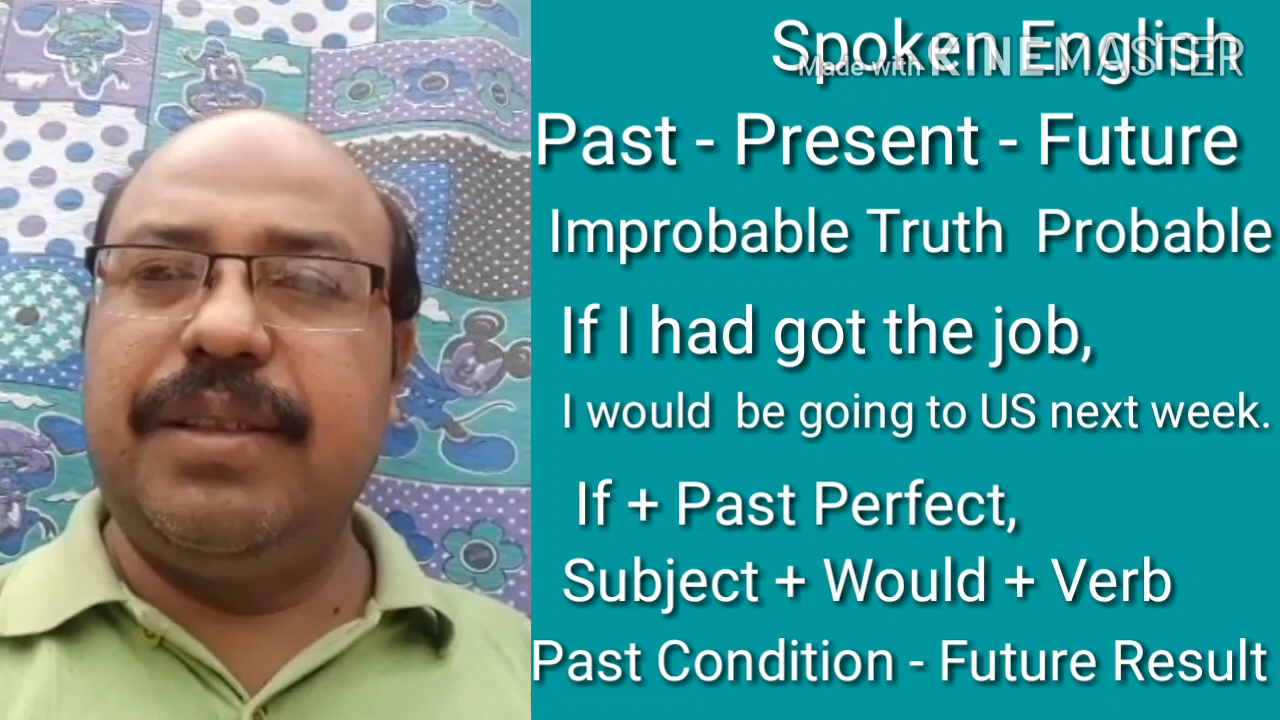 Spoken English
Made with KINEMASTER
Past - Present - Future
Improbable Truth Probable
If I had got the job,
I would be going to US next week.
If + Past Perfect,
Subject + Would + Verb
Past Condition - Future Result